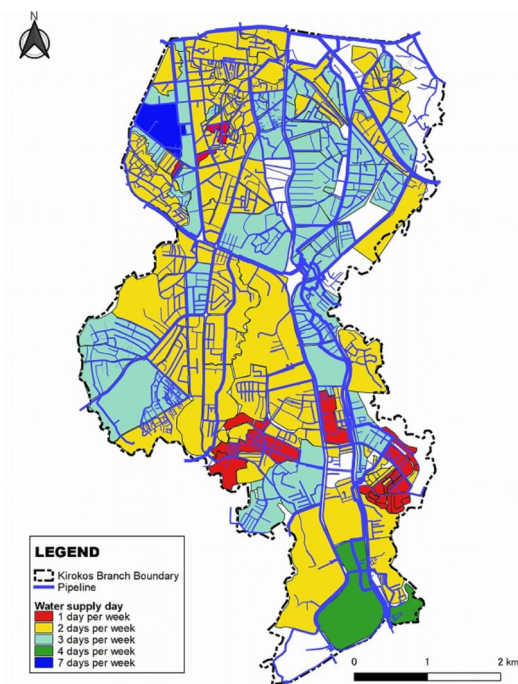 N
LEGEND
Kirokos Branch Boundary
Pipeline
Water supply day
1 day per week
2 days per week
3 days per week
4 days per week
7 days per week
0 1 2 km